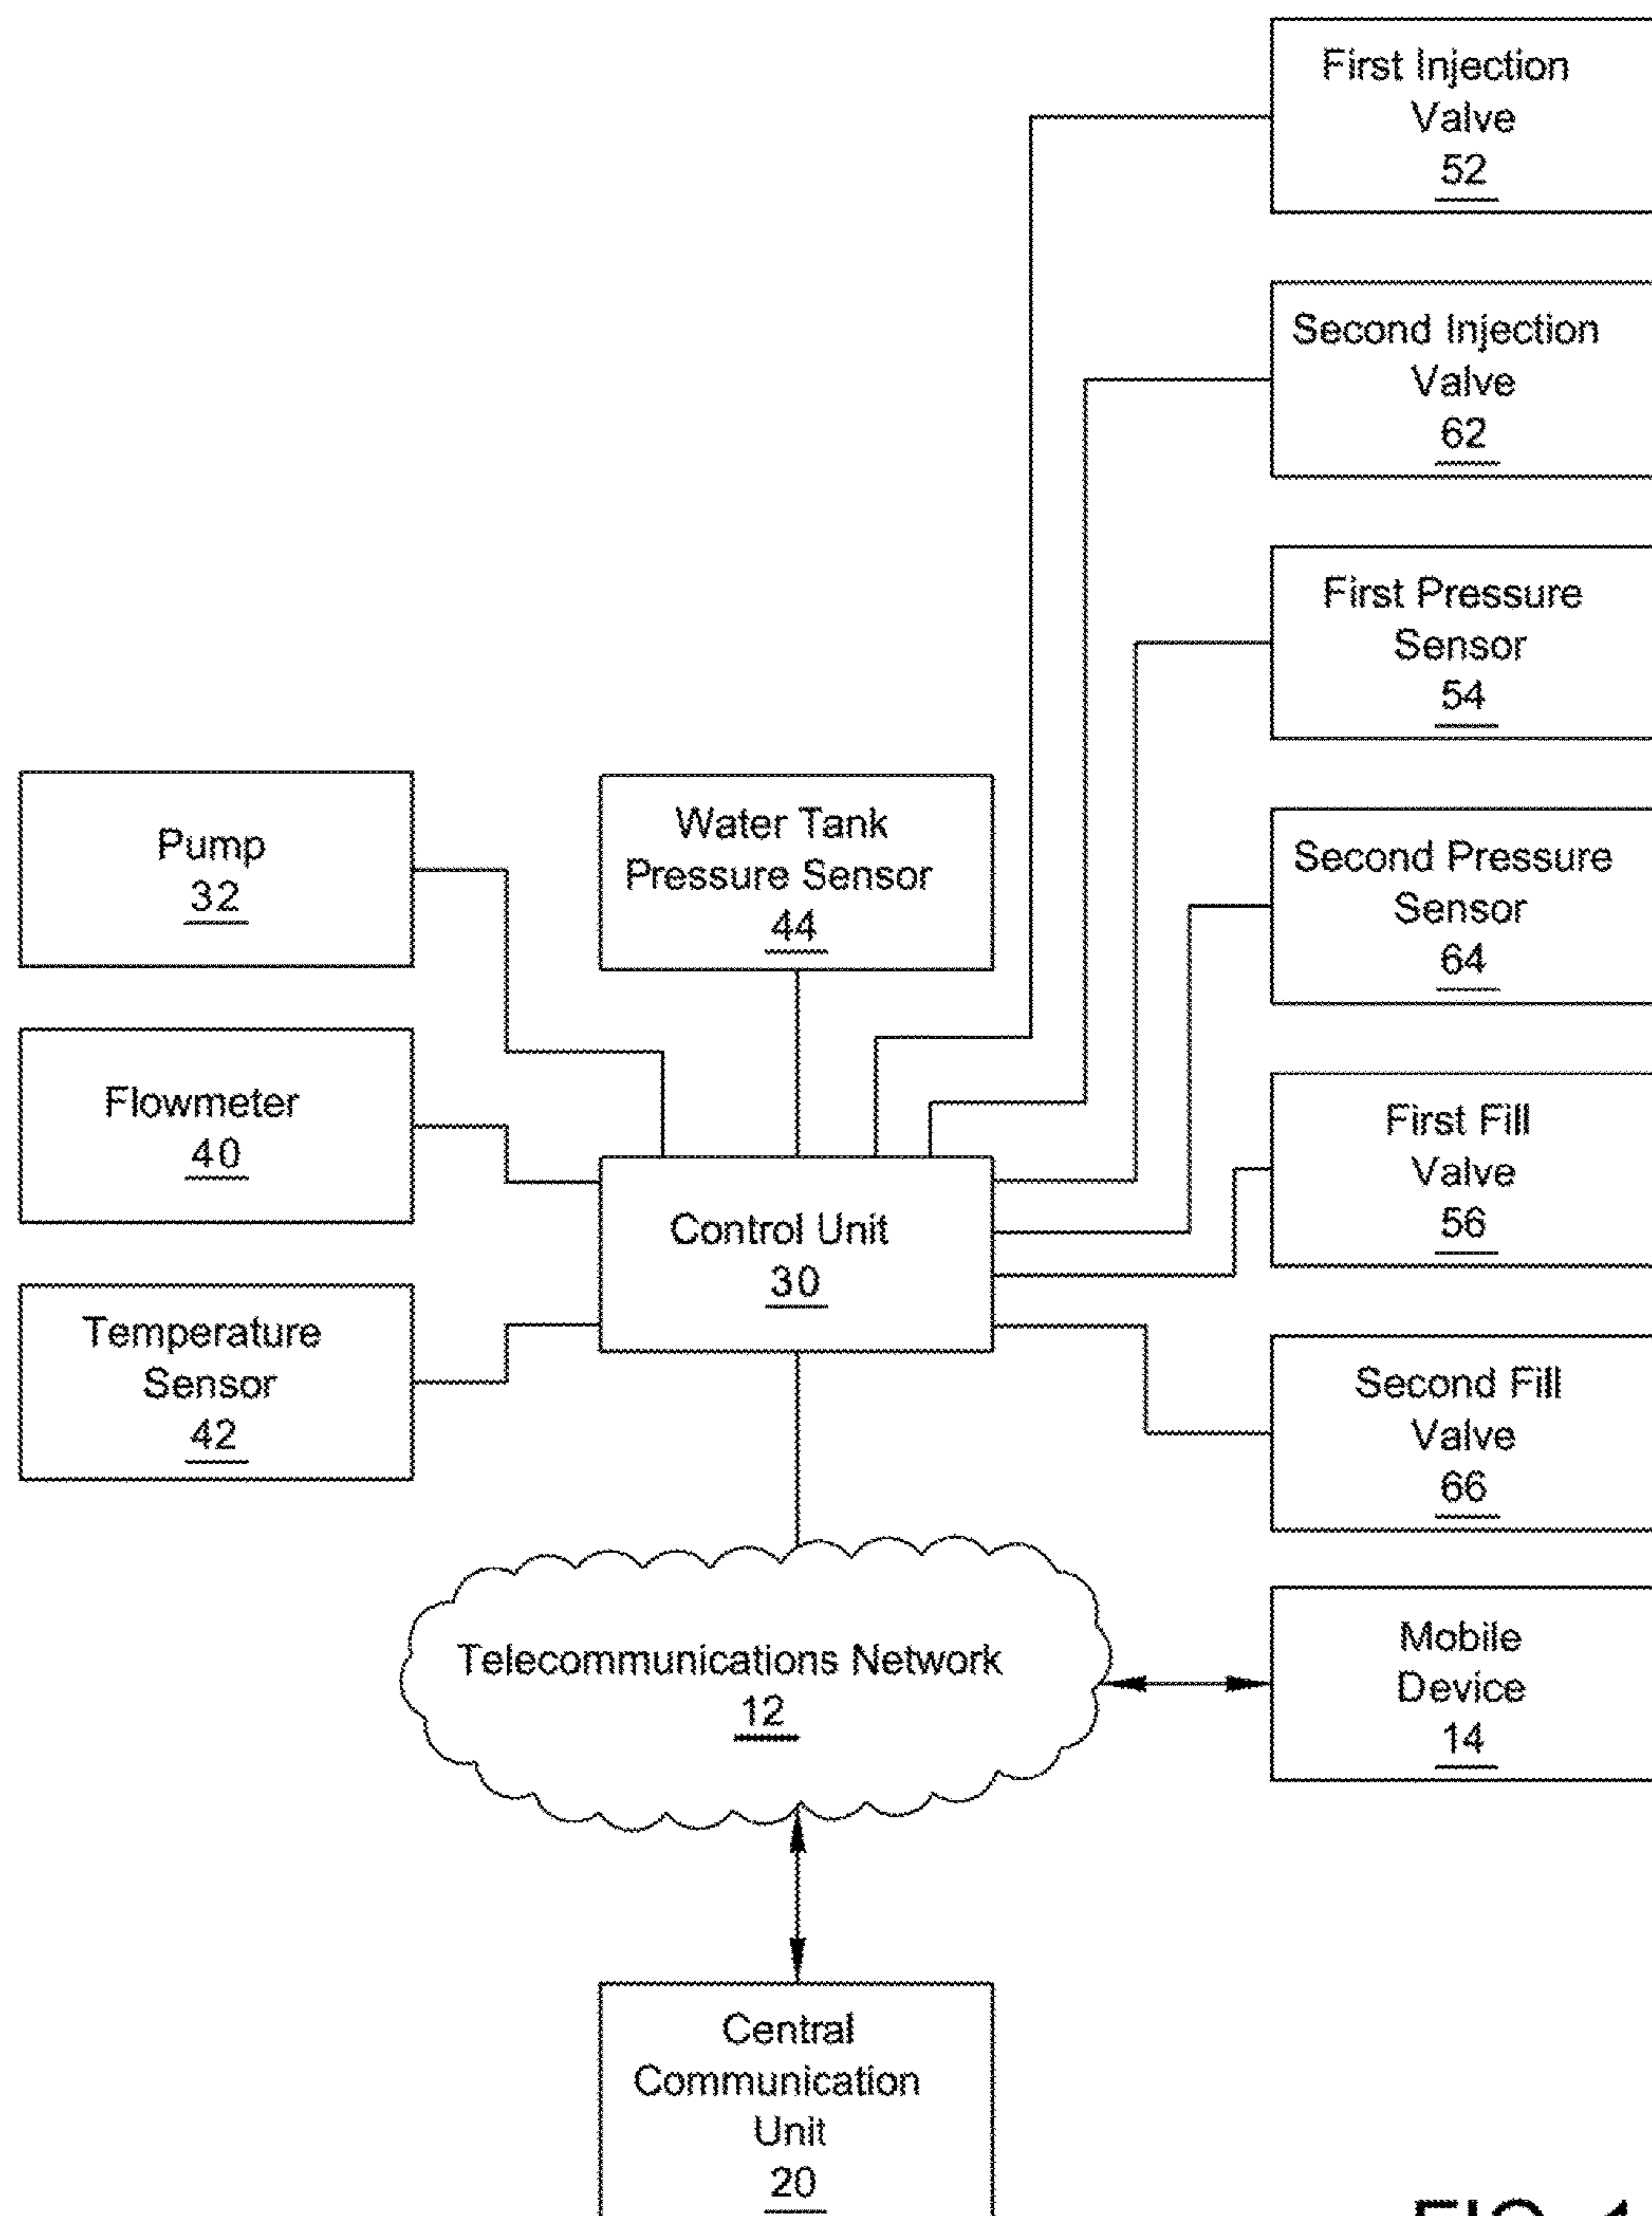 First Injection
Valve
52
Second Injection
Valve
62
First Pressure
Sensor
54
Pump
32
Water Tank
Pressure Sensor
44
Second Pressure
Sensor
64
Flowmeter
40
First Fill
Valve
56
Control Unit
30
Temperature
Sensor
42
Second Fill
Valve
66
Telecommunications Network
12
Mobile
Device
14
Central
Communication
Unit
20